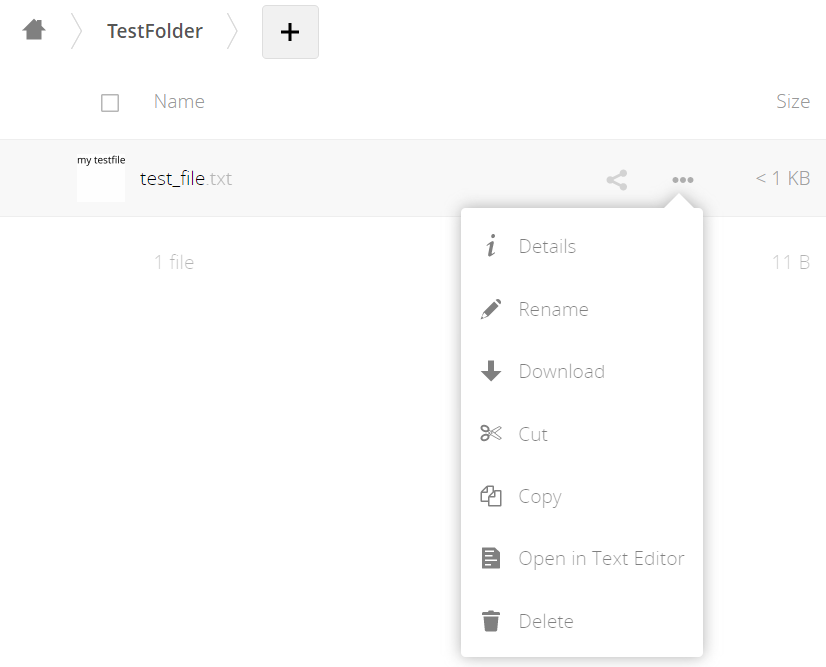 TestFolder
+
Name Size
my testfile
test_file.txt ••• < 1 KB
1 file 11 B
Details
Rename
Download
Cut
Copy
Open in Text Editor
Delete